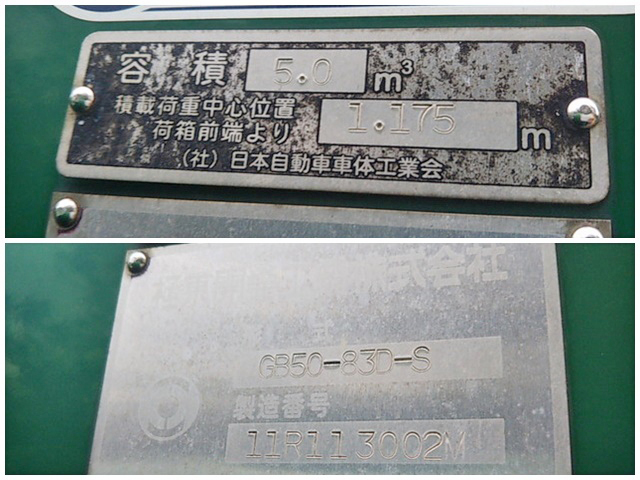 容積 5.0 m³
積載荷重中心位置
荷箱前端より 1.175 m
(社)日本自動車車体工業会
株式会社
式
GB50-83D-S
製造番号
11R113002M